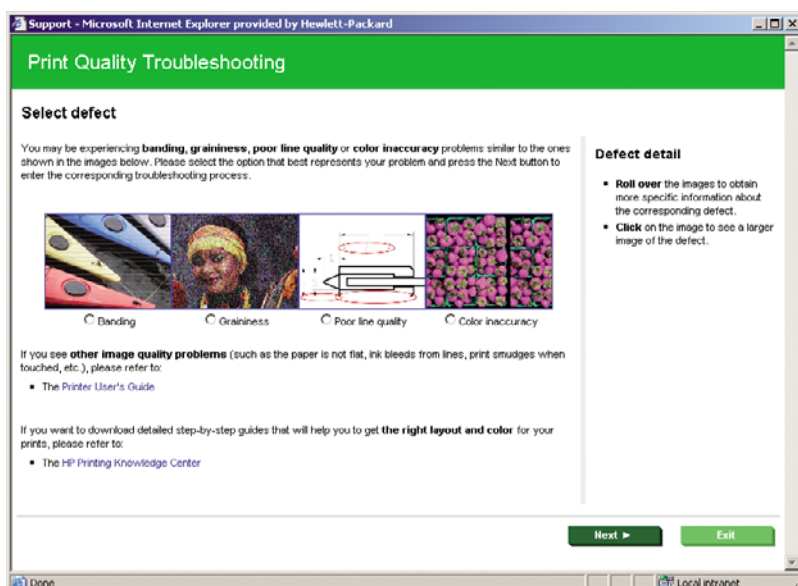 Support - Microsoft Internet Explorer provided by Hewlett-Packard
Print Quality Troubleshooting
Select defect
You may be experiencing banding, graininess, poor line quality or color inaccuracy problems similar to the ones
shown in the images below. Please select the option that best represents your problem and press the Next button to
enter the corresponding troubleshooting process.
Banding
Graininess
Poor line quality
Color inaccuracy
If you see other image quality problems (such as the paper is not flat, ink bleeds from lines, print smudges when
touched, etc.), please refer to:
The Printer User's Guide
If you want to download detailed step-by-step guides that will help you to get the right layout and color for your
prints, please refer to:
The HP Printing Knowledge Center
Defect detail
Roll over the images to obtain
more specific information about
the corresponding defect.
Click on the image to see a larger
image of the defect.
Next
Exit
Done
Local intranet